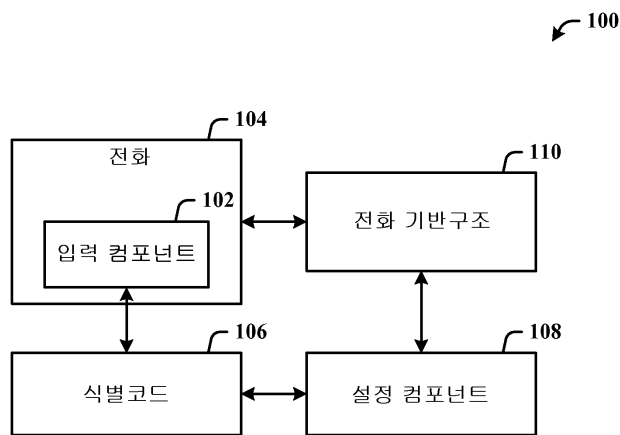 100
104
전화
110
102
전화 기반구조
입력 컴포넌트
106
108
식별코드
설정 컴포넌트